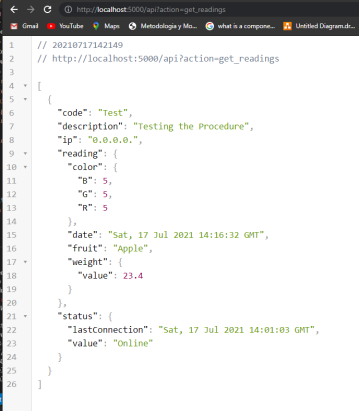 http://localhost:5000/api?action=get_readings
Gmail YouTube Maps Metodologia y Mo... what is a compone... Untitled Diagram.dr...
1 // 20210717142149
2 // http://localhost:5000/api?action=get_readings
3
4 [
5 {
6 "code": "Test",
7 "description": "Testing the Procedure",
8 "ip": "0.0.0.0.",
9 "reading": {
10 "color": {
11 "B": 5,
12 "G": 5,
13 "R": 5
14 },
15 "date": "Sat, 17 Jul 2021 14:16:32 GMT",
16 "fruit": "Apple",
17 "weight": {
18 "value": 23.4
19 }
20 },
21 "status": {
22 "lastConnection": "Sat, 17 Jul 2021 14:01:03 GMT",
23 "value": "Online"
24 }
25 }
26 ]